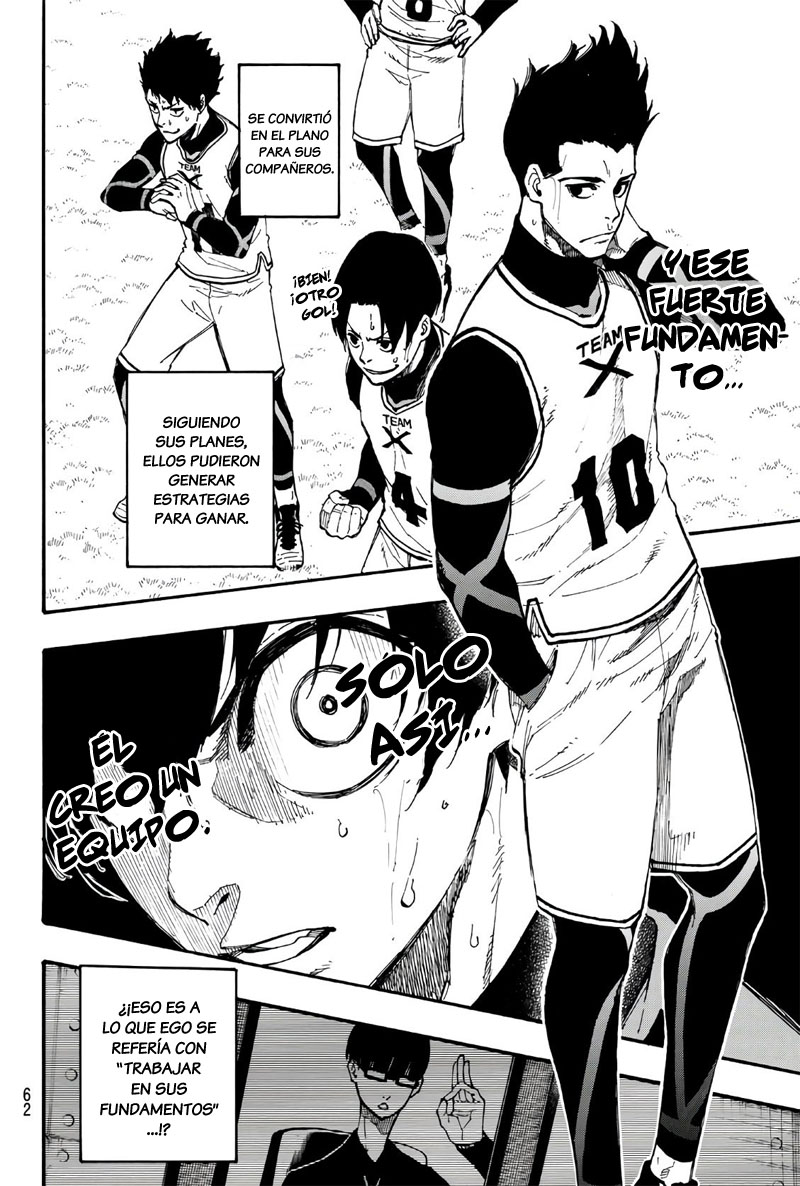 SE CONVIRTIÓ
EN EL PLANO
PARA SUS
COMPAÑEROS.
Y ESE
FUERTE
FUNDAMEN-
TO...
¡BIEN!
¡OTRO
GOL!
SIGUIENDO
SUS PLANES,
ELLOS PUDIERON
GENERAR
ESTRATEGIAS
PARA GANAR.
TEAM
X
TEAM
X
4
TEAM
X
10
SOLO
ASÍ...
ÉL
CREO UN
EQUIPO.
¿¡ESO ES A
LO QUE EGO SE
REFERÍA CON
“TRABAJAR
EN SUS
FUNDAMENTOS”
...!?
62